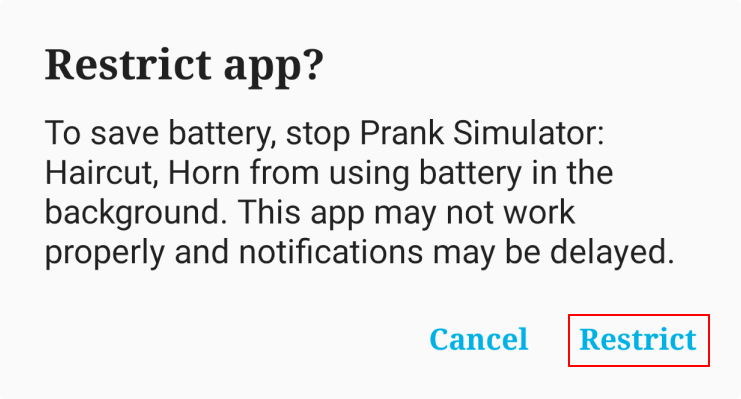 Restrict app?
To save battery, stop Prank Simulator:
Haircut, Horn from using battery in the
background. This app may not work
properly and notifications may be delayed.
Cancel Restrict